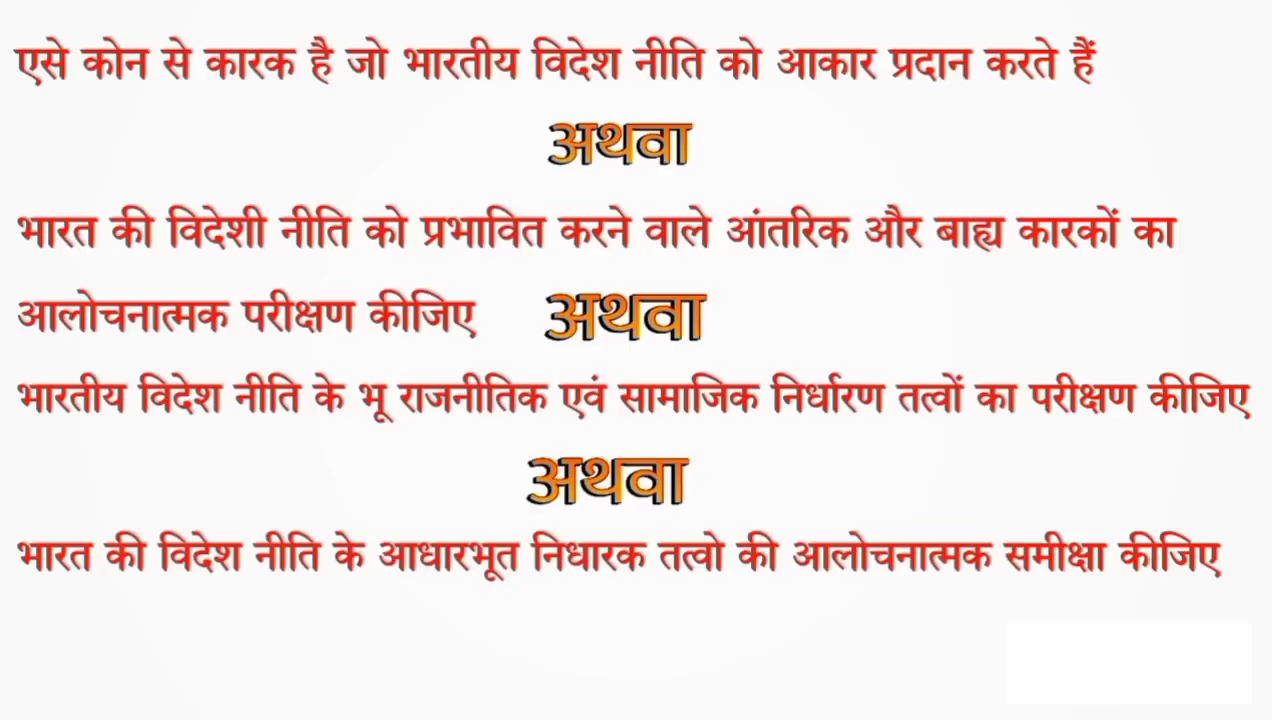 एसे कोन से कारक है जो भारतीय विदेश नीति को आकार प्रदान करते हैं
अथवा
भारत की विदेशी नीति को प्रभावित करने वाले आंतरिक और बाह्य कारकों का
आलोचनात्मक परीक्षण कीजिए अथवा
भारतीय विदेश नीति के भू राजनीतिक एवं सामाजिक निर्धारण तत्वों का परीक्षण कीजिए
अथवा
भारत की विदेश नीति के आधारभूत निधारक तत्वो की आलोचनात्मक समीक्षा कीजिए